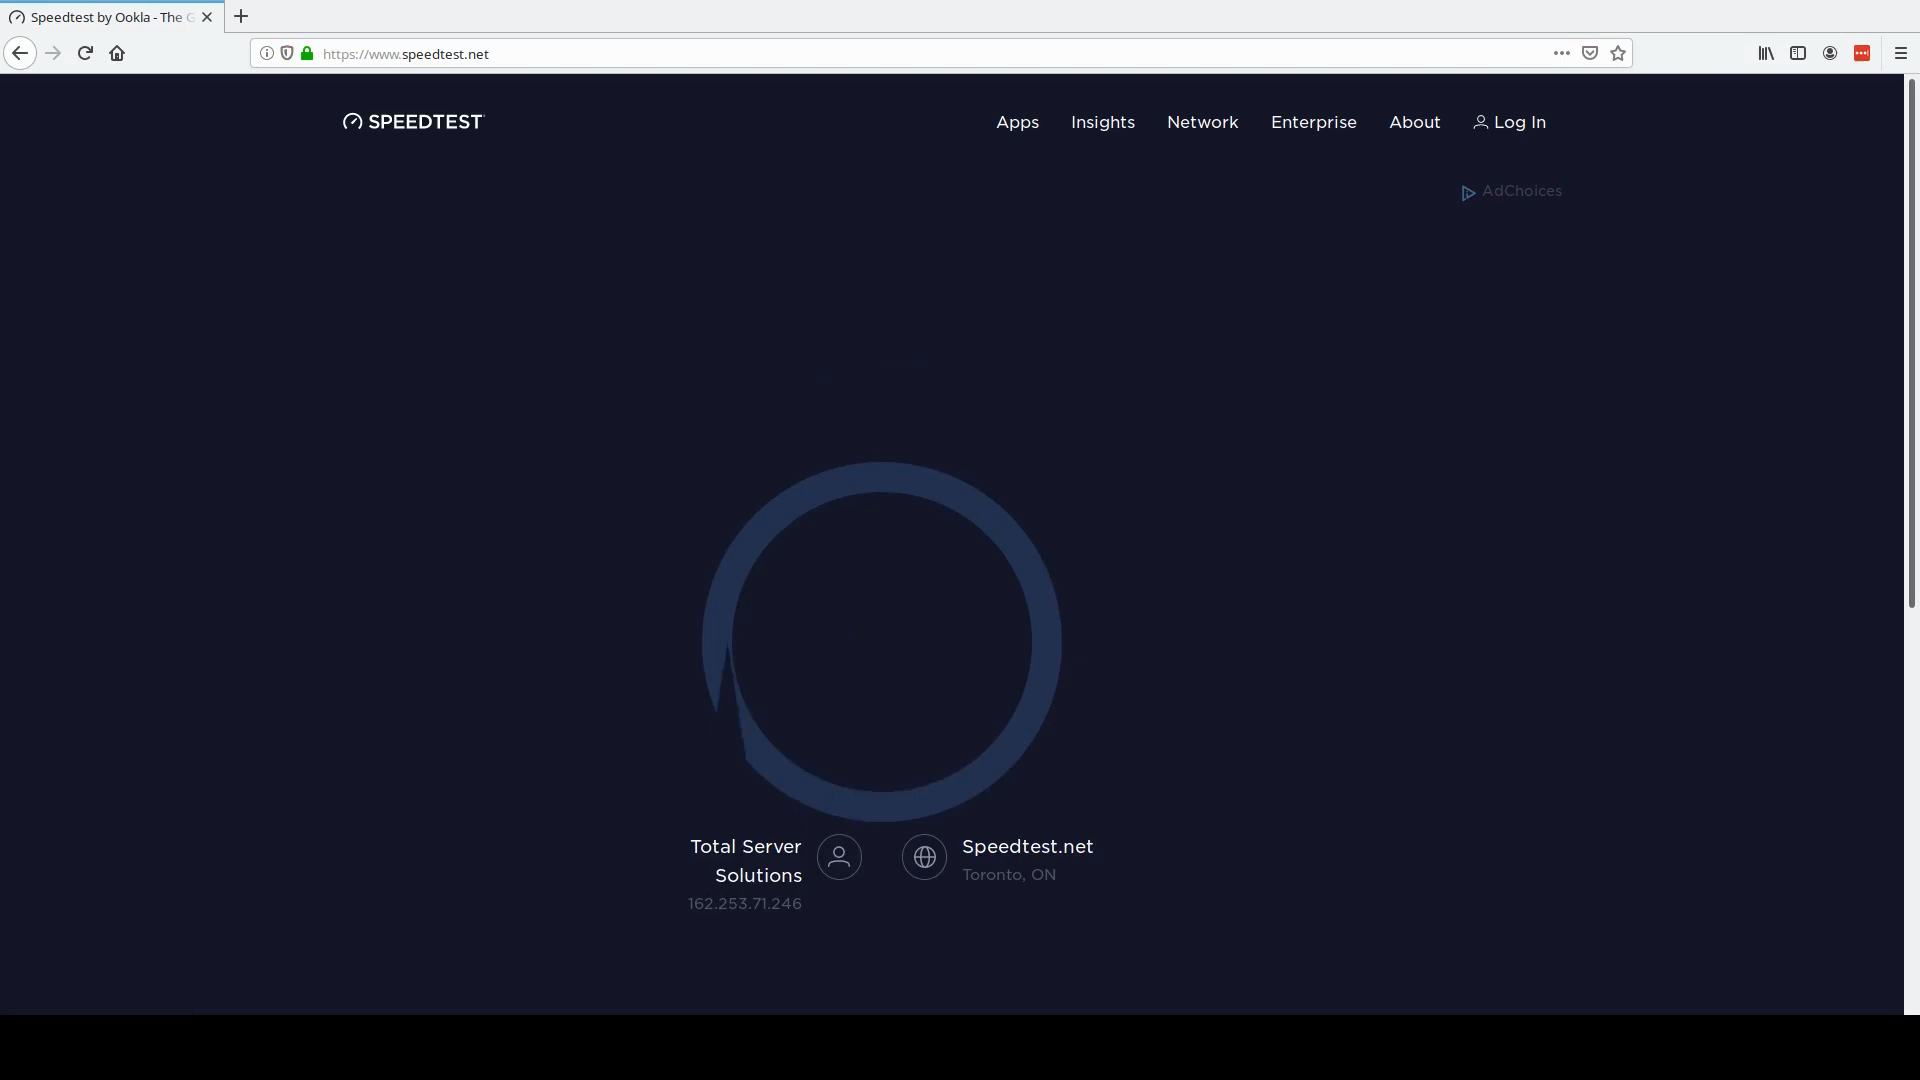 Speedtest by Ookla - The G
https://www.speedtest.net
SPEEDTEST
Apps
Insights
Network
Enterprise
About
Log In
AdChoices
Total Server
Solutions
162.253.71.246
Speedtest.net
Toronto, ON